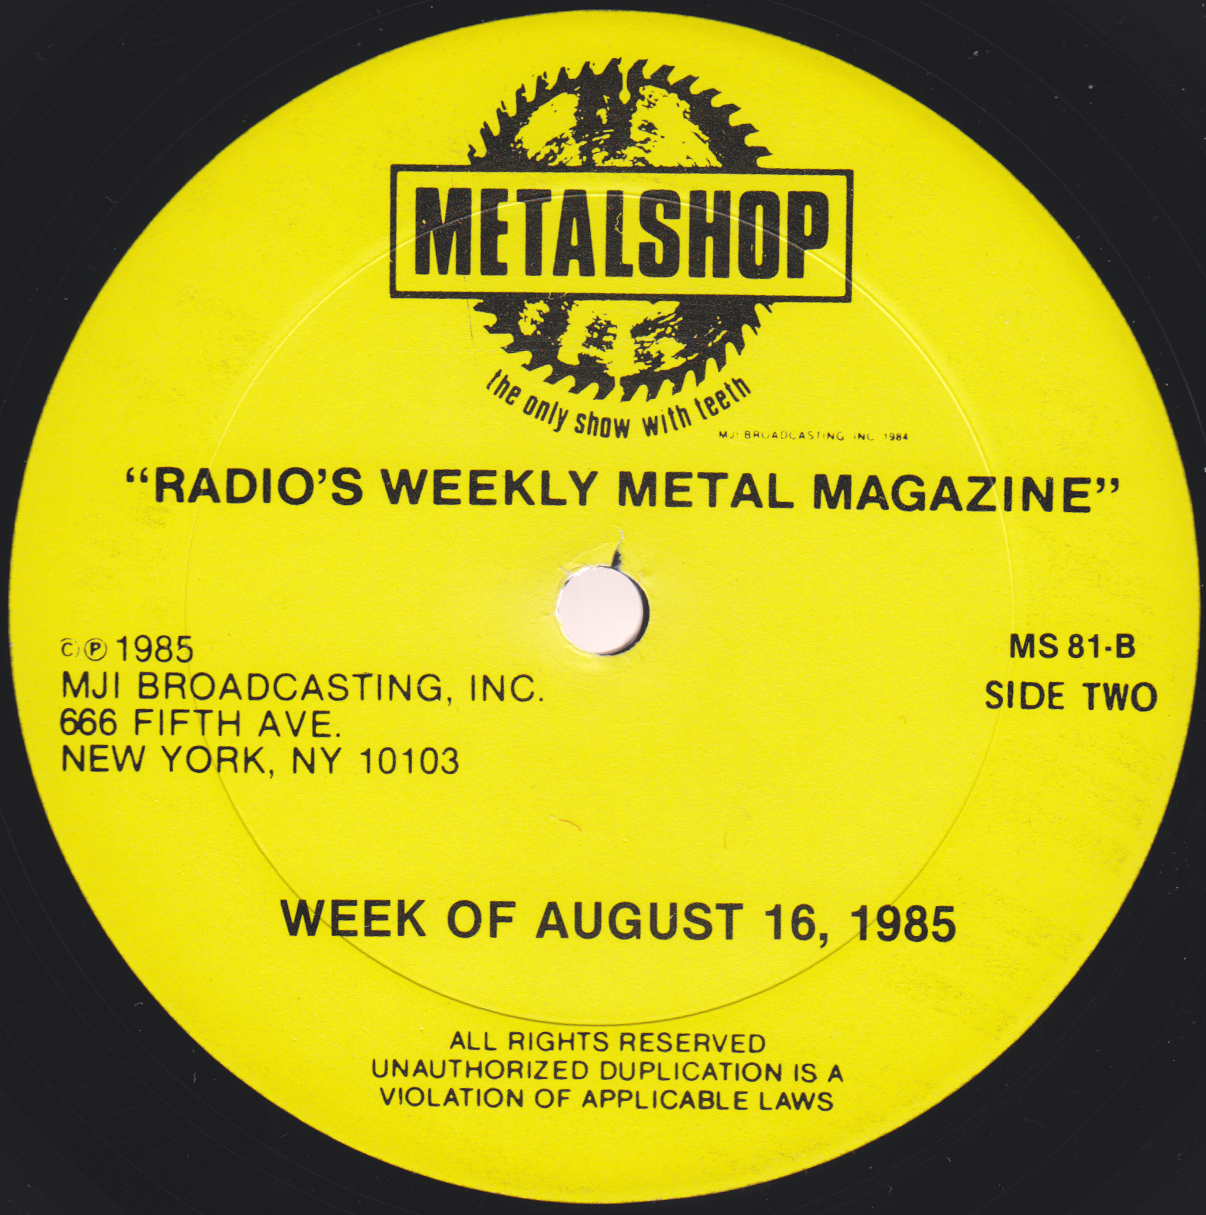 METALSHOP
the only show with teeth
MJI BROADCASTING INC 1984
“RADIO’S WEEKLY METAL MAGAZINE”
©℗ 1985
MJI BROADCASTING, INC.
666 FIFTH AVE.
NEW YORK, NY 10103
MS 81-B
SIDE TWO
WEEK OF AUGUST 16, 1985
ALL RIGHTS RESERVED
UNAUTHORIZED DUPLICATION IS A
VIOLATION OF APPLICABLE LAWS